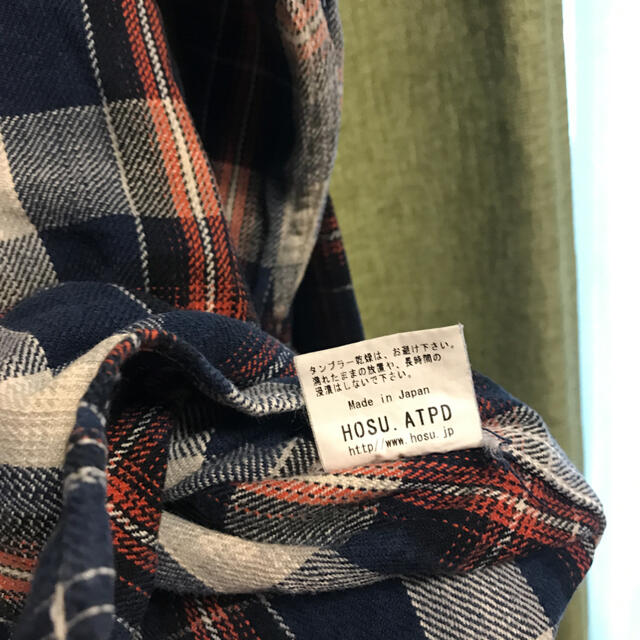 タンブラー乾燥は、お避け下さい。
濡れたままの放置や、長時間の
浸漬はしないで下さい。
Made in Japan
HOSU. ATPD
http//www.hosu.jp